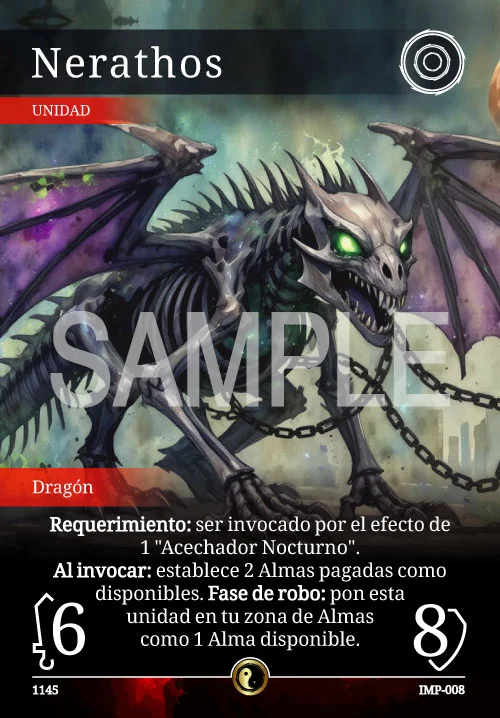 Nerathos
UNIDAD
SAMPLE
Dragón
Requerimiento: ser invocado por el efecto de
1 "Acechador Nocturno".
Al invocar: establece 2 Almas pagadas como
disponibles. Fase de robo: pon esta
unidad en tu zona de Almas
como 1 Alma disponible.
6
8
1145
IMP-008